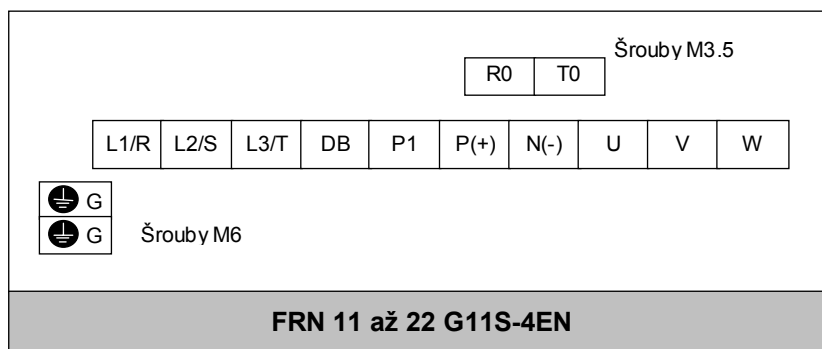 Šrouby M3.5
R0 T0
L1/R L2/S L3/T DB P1 P(+) N(-) U V W
G
G Šrouby M6
FRN 11 až 22 G11S-4EN